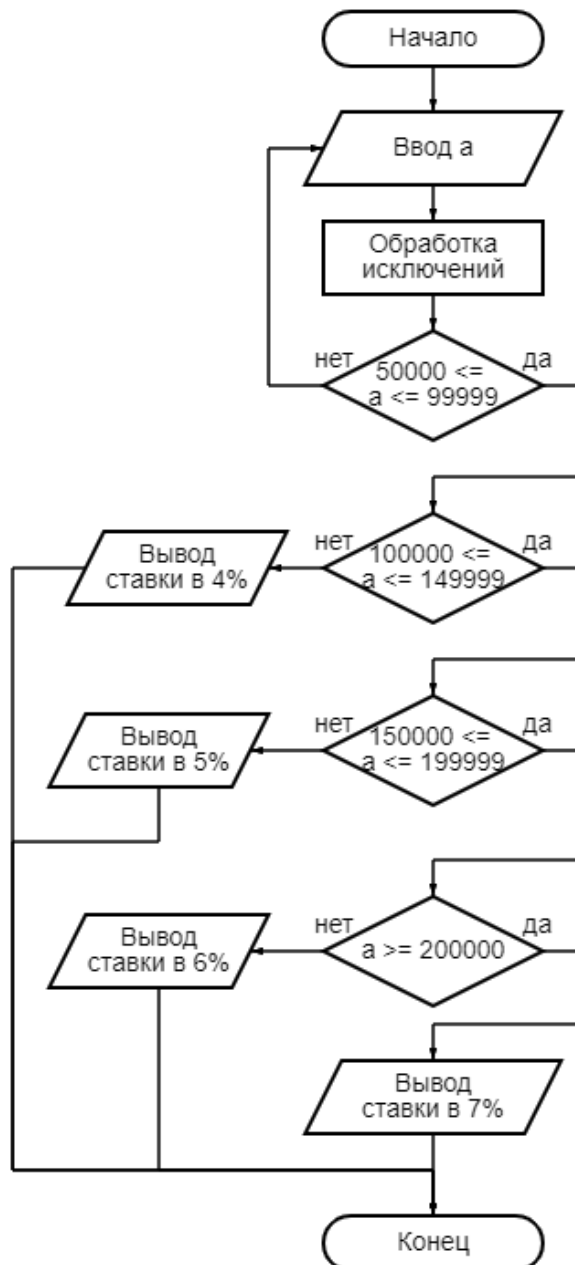 Начало
Ввод а
Обработка
исключений
нет
да
50000 <=
a <= 99999
нет
да
100000 <=
a <= 149999
Вывод
ставки в 4%
нет
да
150000 <=
a <= 199999
Вывод
ставки в 5%
нет
да
a >= 200000
Вывод
ставки в 6%
Вывод
ставки в 7%
Конец